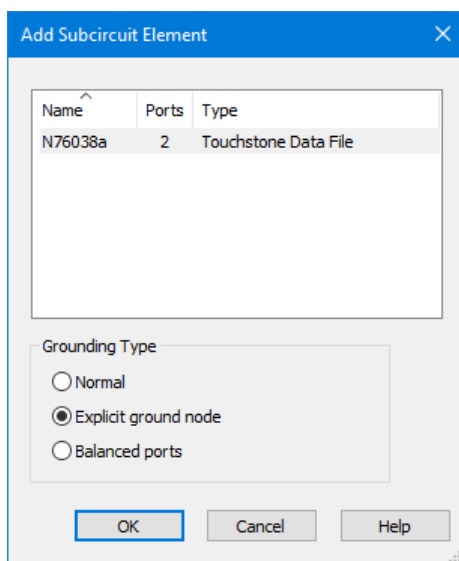 Add Subcircuit Element
Name Ports Type
N76038a 2 Touchstone Data File
Grounding Type
Normal
Explicit ground node
Balanced ports
OK Cancel Help